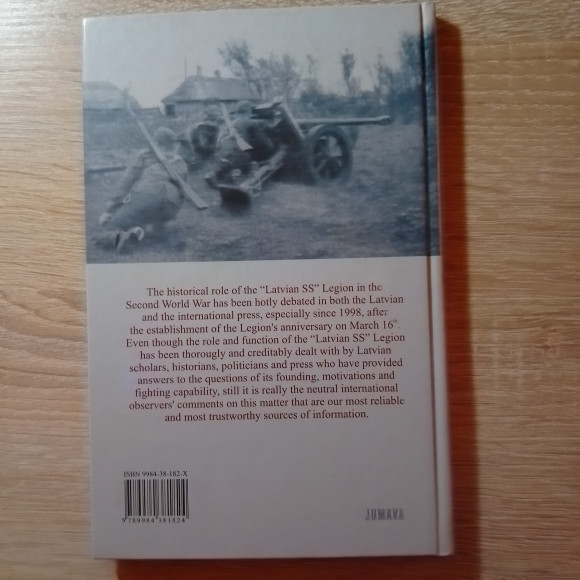 The historical role of the “Latvian SS” Legion in the
Second World War has been hotly debated in both the Latvian
and the international press, especially since 1998, after
the establishment of the Legion's anniversary on March 16th.
Even though the role and function of the “Latvian SS” Legion
has been thorougly and creditably dealt with by Latvian
scholars, historians, politicians and press who have provided
answers to the questions of its founding, motivations and
fighting capability, still it is really the neutral international
observers' comments on this matter that are our most reliable
and most trustworthy sources of information.
ISBN 9984-38-182-X
9 789984 381824
JUMAVA